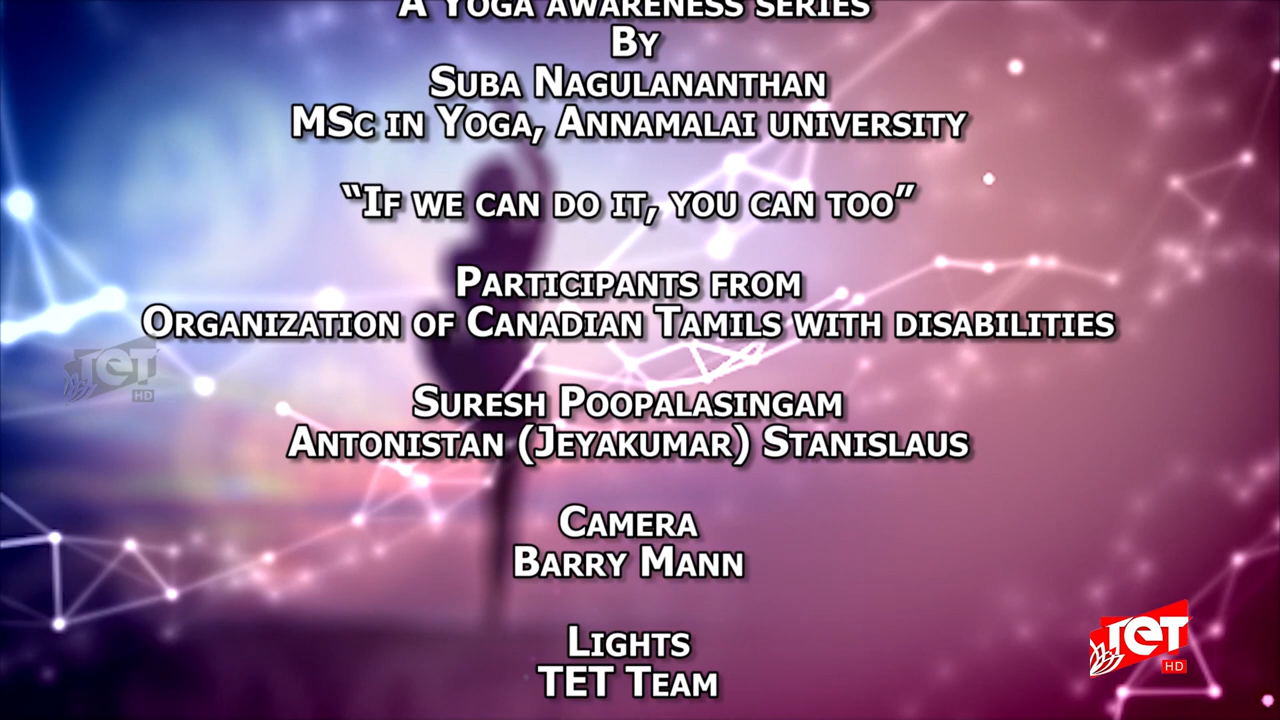 A Yoga awareness series
By
Suba Nagulananthan
MSc in Yoga, Annamalai university
“If we can do it, you can too”
Participants from
Organization of Canadian Tamils with disabilities
Suresh Poopalasingam
Antonistan (Jeyakumar) Stanislaus
Camera
Barry Mann
Lights
TET Team
TET HD
TET HD